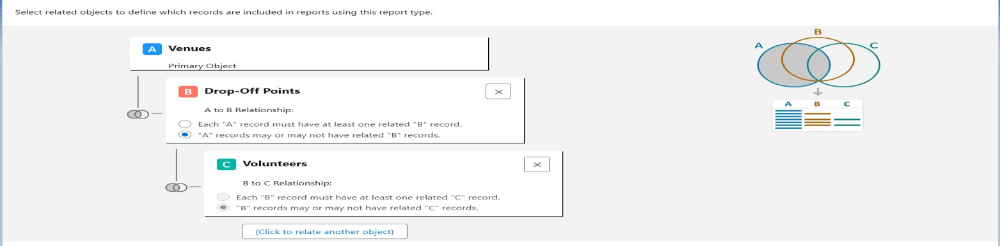 Select related objects to define which records are included in reports using this report type.
A Venues
Primary Object
B Drop-Off Points
A to B Relationship:
Each "A" record must have at least one related "B" record.
"A" records may or may not have related "B" records.
C Volunteers
B to C Relationship:
Each "B" record must have at least one related "C" record.
"B" records may or may not have related "C" records.
(Click to relate another object)
B
A C
A B C